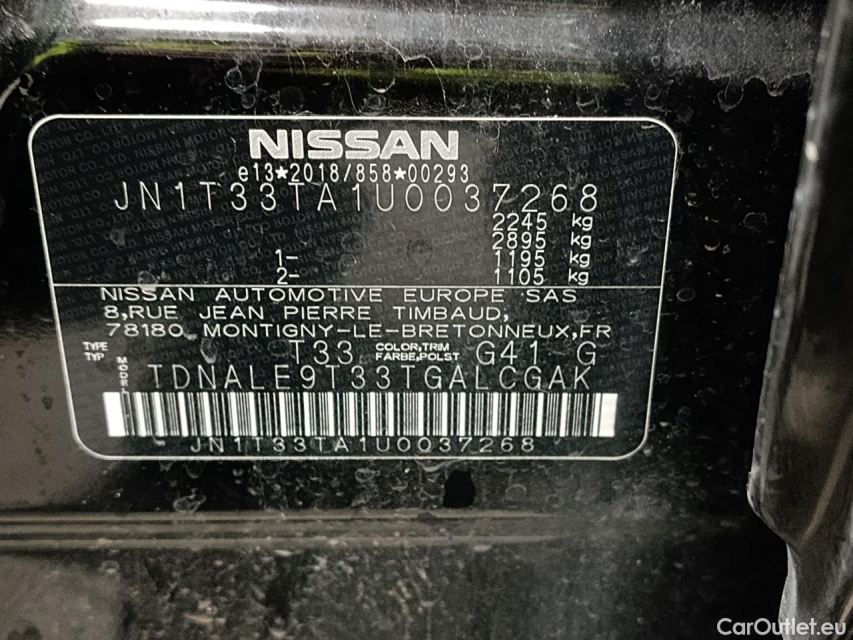 NISSAN
e13*2018/858*00293
JN1T33TA1U0037268
2245 kg
2895 kg
1- 1195 kg
2- 1105 kg
NISSAN AUTOMOTIVE EUROPE SAS
8,RUE JEAN PIERRE TIMBAUD,
78180 MONTIGNY-LE-BRETONNEUX,FR
TYPE TYP T33 COLOR,TRIM FARBE,POLST G41 G
MODEL TDNALE9T33TGALCGAK
JN1T33TA1U0037268
CarOutlet.eu